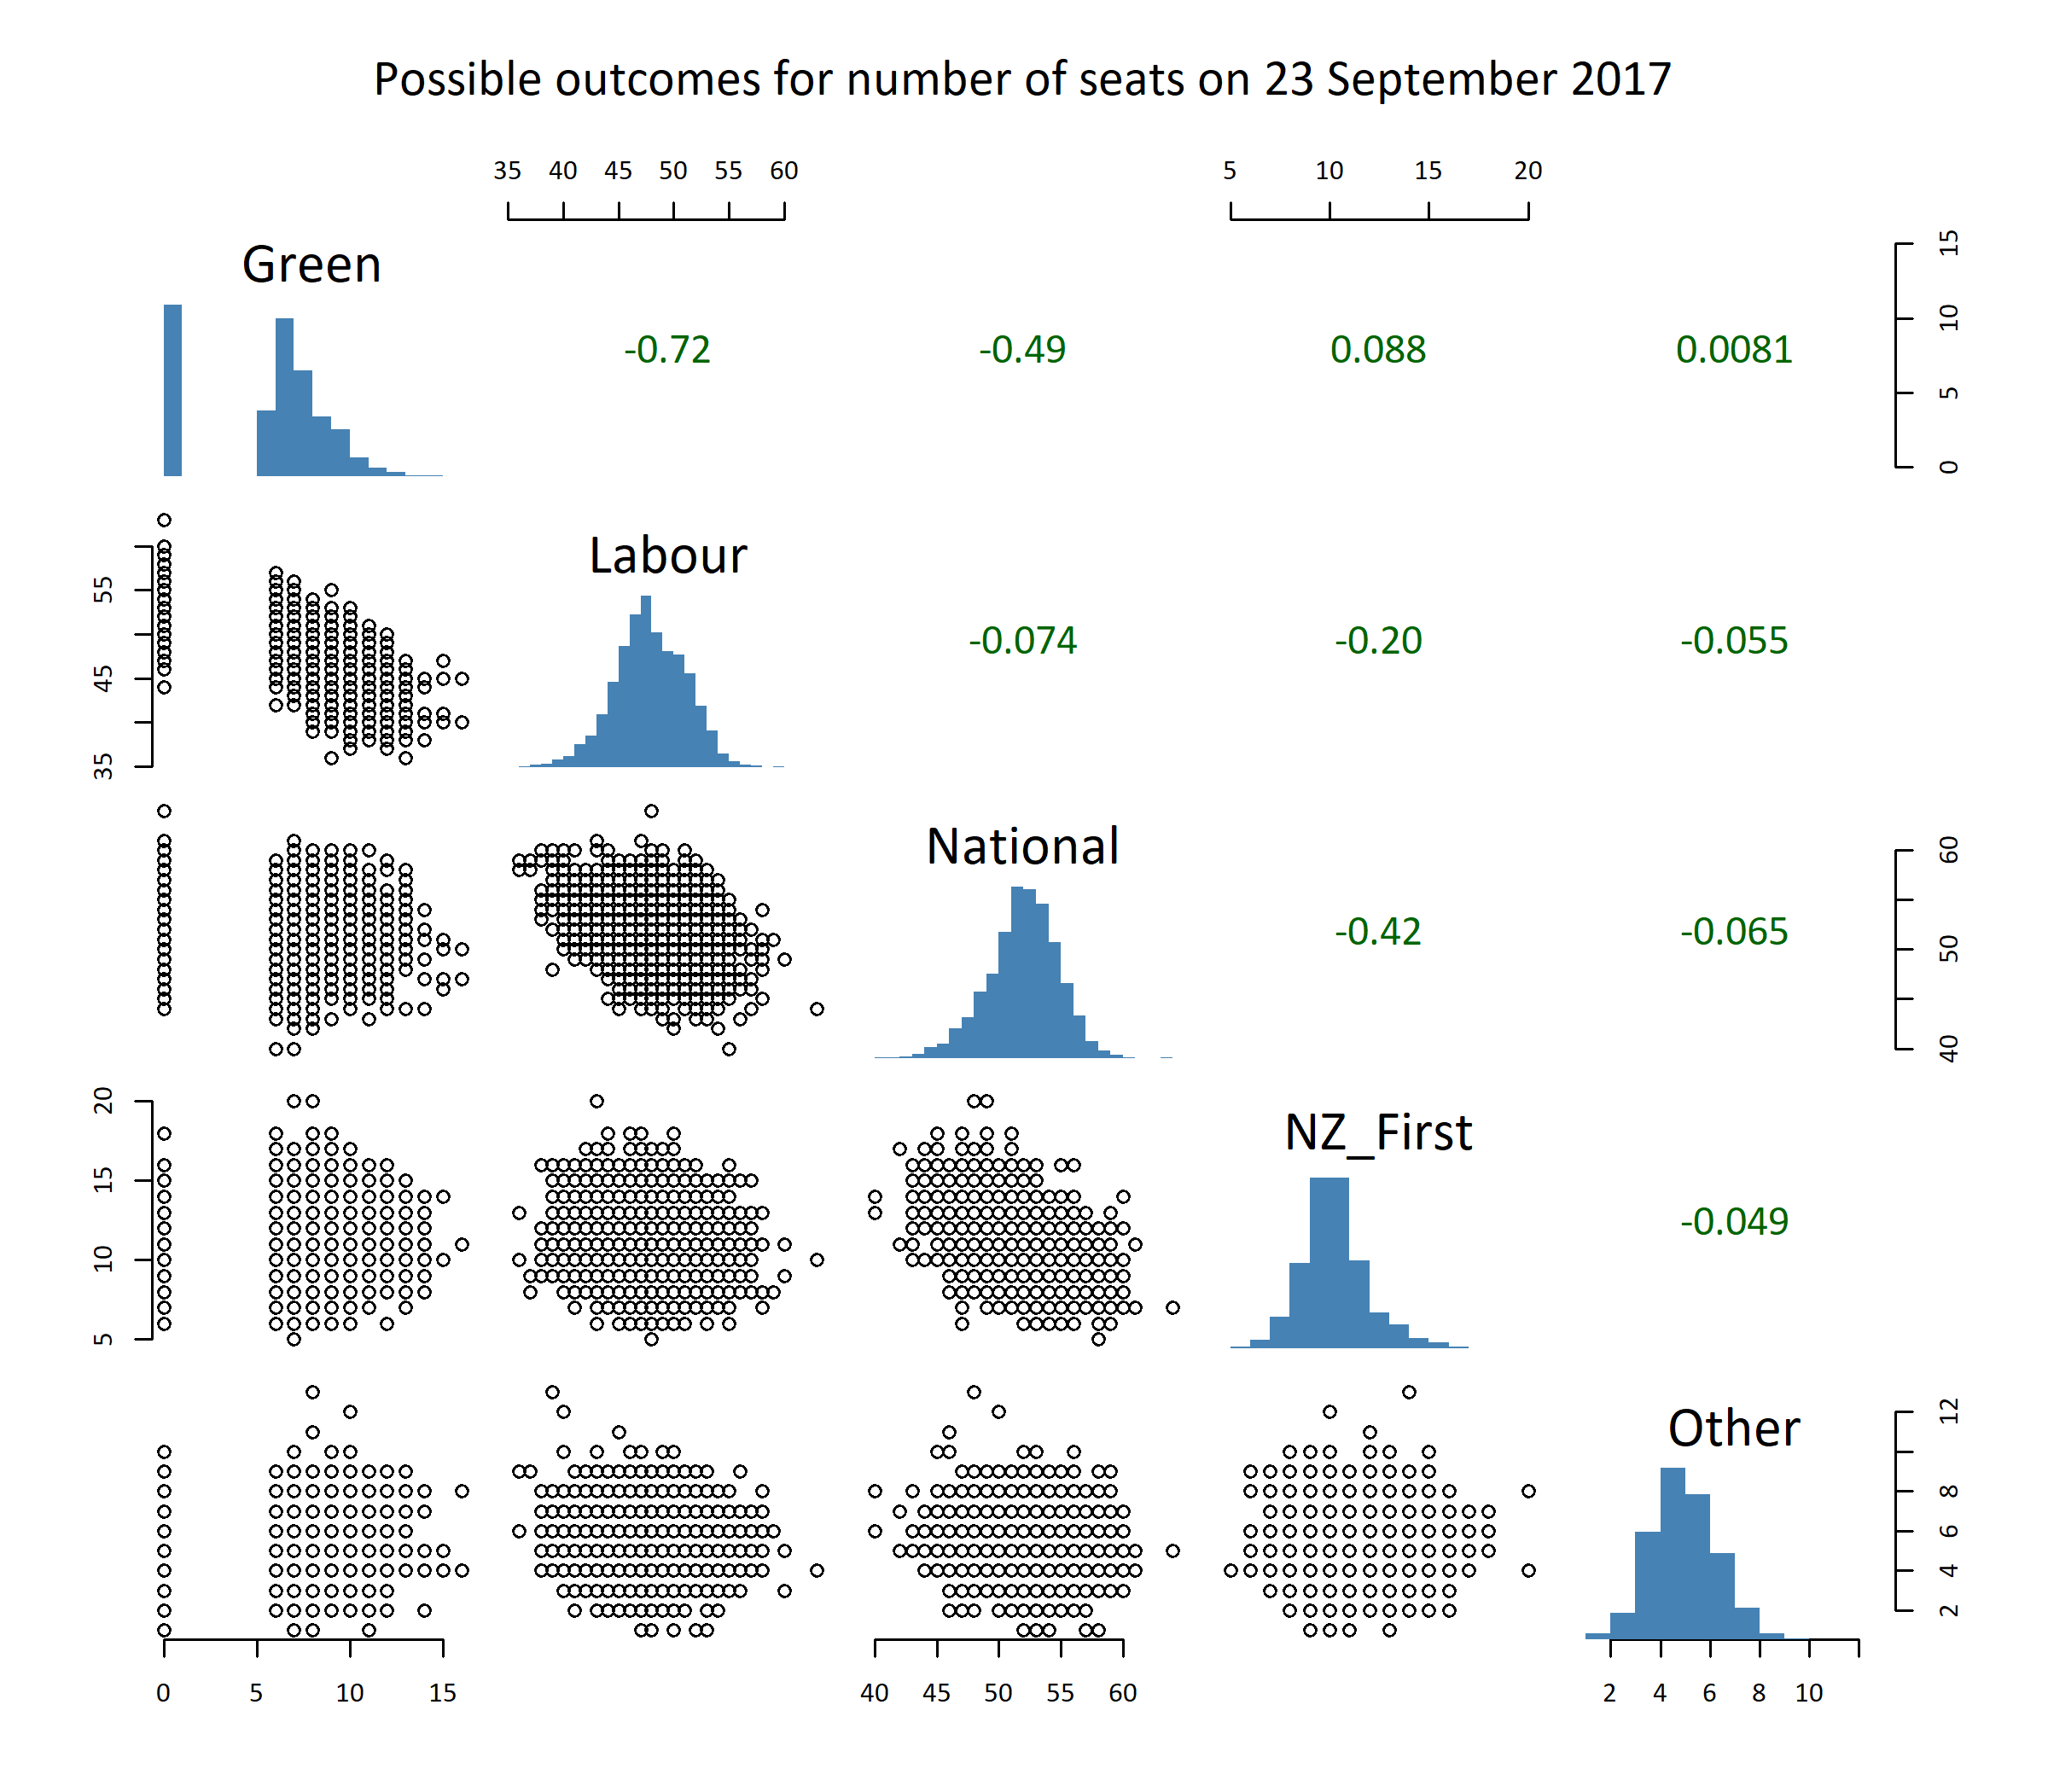 Possible outcomes for number of seats on 23 September 2017
35 40 45 50 55 60
5 10 15 20
Green
-0.72 -0.49 0.088 0.0081
0 5 10 15
Labour
35 45 55
-0.074 -0.20 -0.055
National
-0.42 -0.065
40 50 60
NZ_First
5 10 15 20
-0.049
Other
2 4 6 8 12
0 5 10 15
40 45 50 55 60
2 4 6 8 10